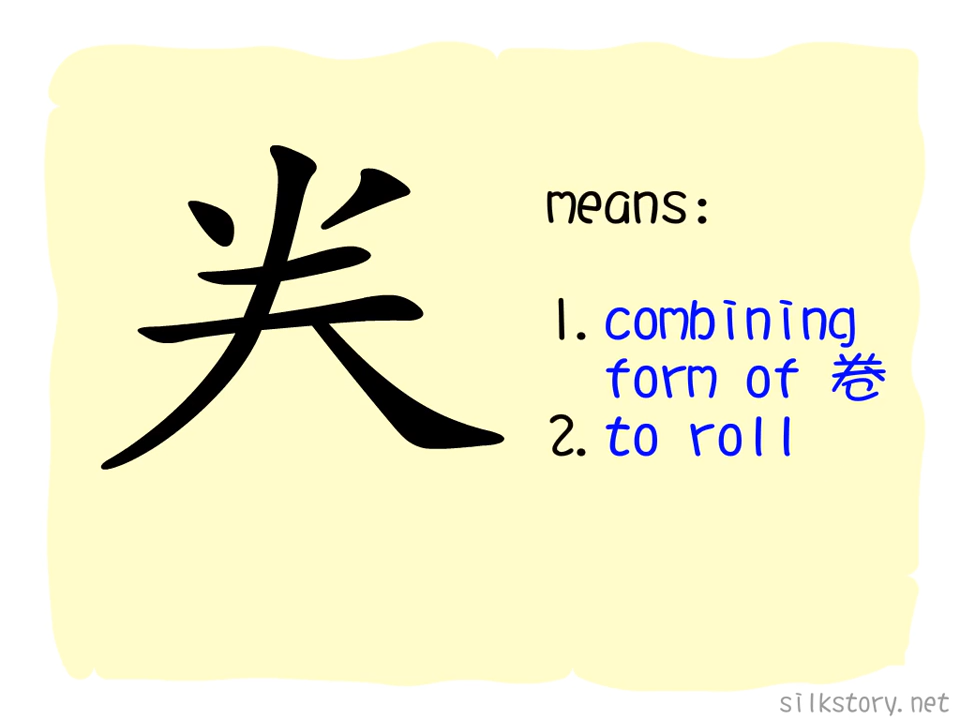 龹
means:
1. combining
form of 卷
2. to roll
silkstory.net